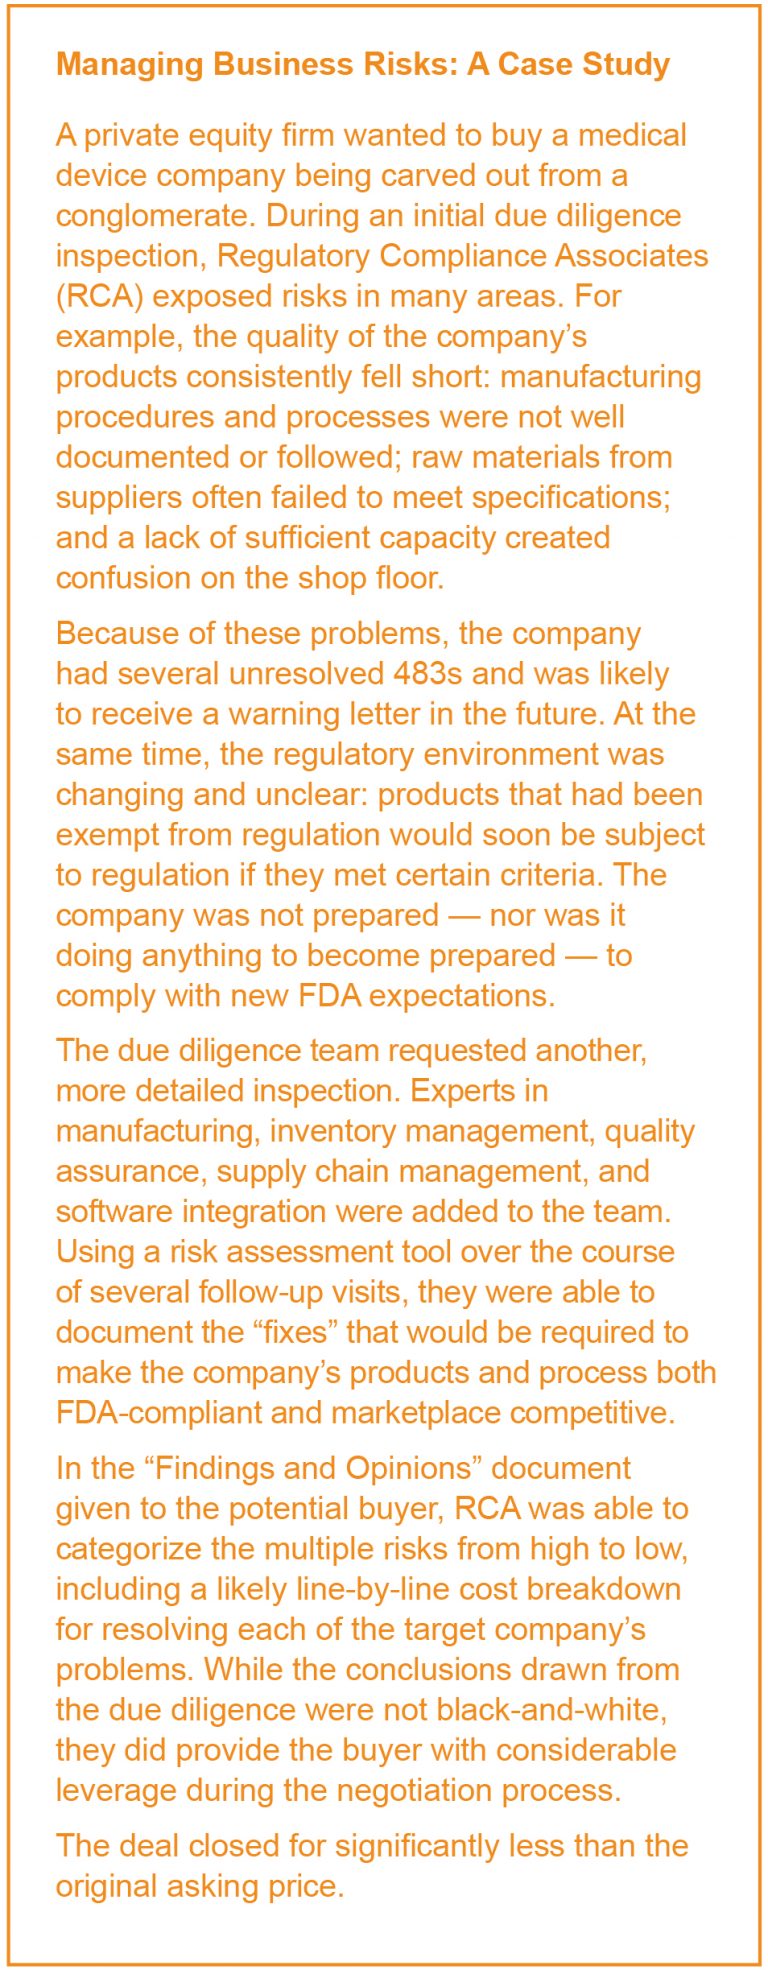 Managing Business Risks: A Case Study
A private equity firm wanted to buy a medical
device company being carved out from a
conglomerate. During an initial due diligence
inspection, Regulatory Compliance Associates
(RCA) exposed risks in many areas. For
example, the quality of the company’s
products consistently fell short: manufacturing
procedures and processes were not well
documented or followed; raw materials from
suppliers often failed to meet specifications;
and a lack of sufficient capacity created
confusion on the shop floor.
Because of these problems, the company
had several unresolved 483s and was likely
to receive a warning letter in the future. At the
same time, the regulatory environment was
changing and unclear: products that had been
exempt from regulation would soon be subject
to regulation if they met certain criteria. The
company was not prepared — nor was it
doing anything to become prepared — to
comply with new FDA expectations.
The due diligence team requested another,
more detailed inspection. Experts in
manufacturing, inventory management, quality
assurance, supply chain management, and
software integration were added to the team.
Using a risk assessment tool over the course
of several follow-up visits, they were able to
document the “fixes” that would be required to
make the company’s products and process both
FDA-compliant and marketplace competitive.
In the “Findings and Opinions” document
given to the potential buyer, RCA was able to
categorize the multiple risks from high to low,
including a likely line-by-line cost breakdown
for resolving each of the target company’s
problems. While the conclusions drawn from
the due diligence were not black-and-white,
they did provide the buyer with considerable
leverage during the negotiation process.
The deal closed for significantly less than the
original asking price.